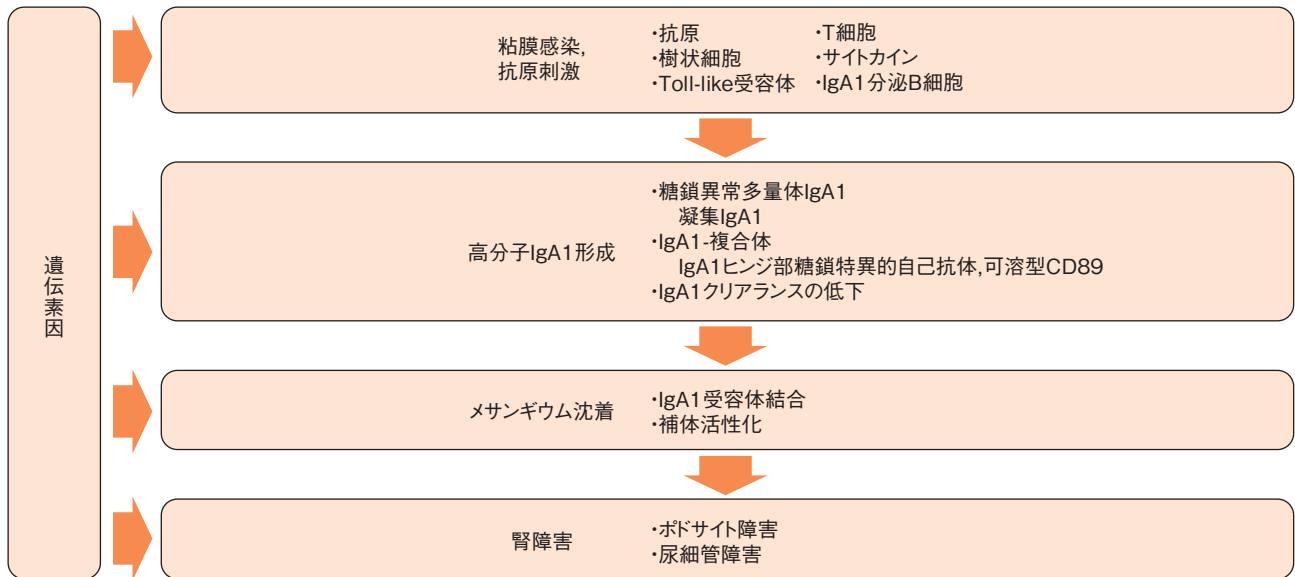 遺伝素因
粘膜感染,
抗原刺激
・抗原
・樹状細胞
・Toll-like受容体
・T細胞
・サイトカイン
・IgA1分泌B細胞
高分子IgA1形成
・糖鎖異常多量体IgA1
凝集IgA1
・IgA1-複合体
IgA1ヒンジ部糖鎖特異的自己抗体,可溶型CD89
・IgA1クリアランスの低下
メサンギウム沈着
・IgA1受容体結合
・補体活性化
腎障害
・ポドサイト障害
・尿細管障害